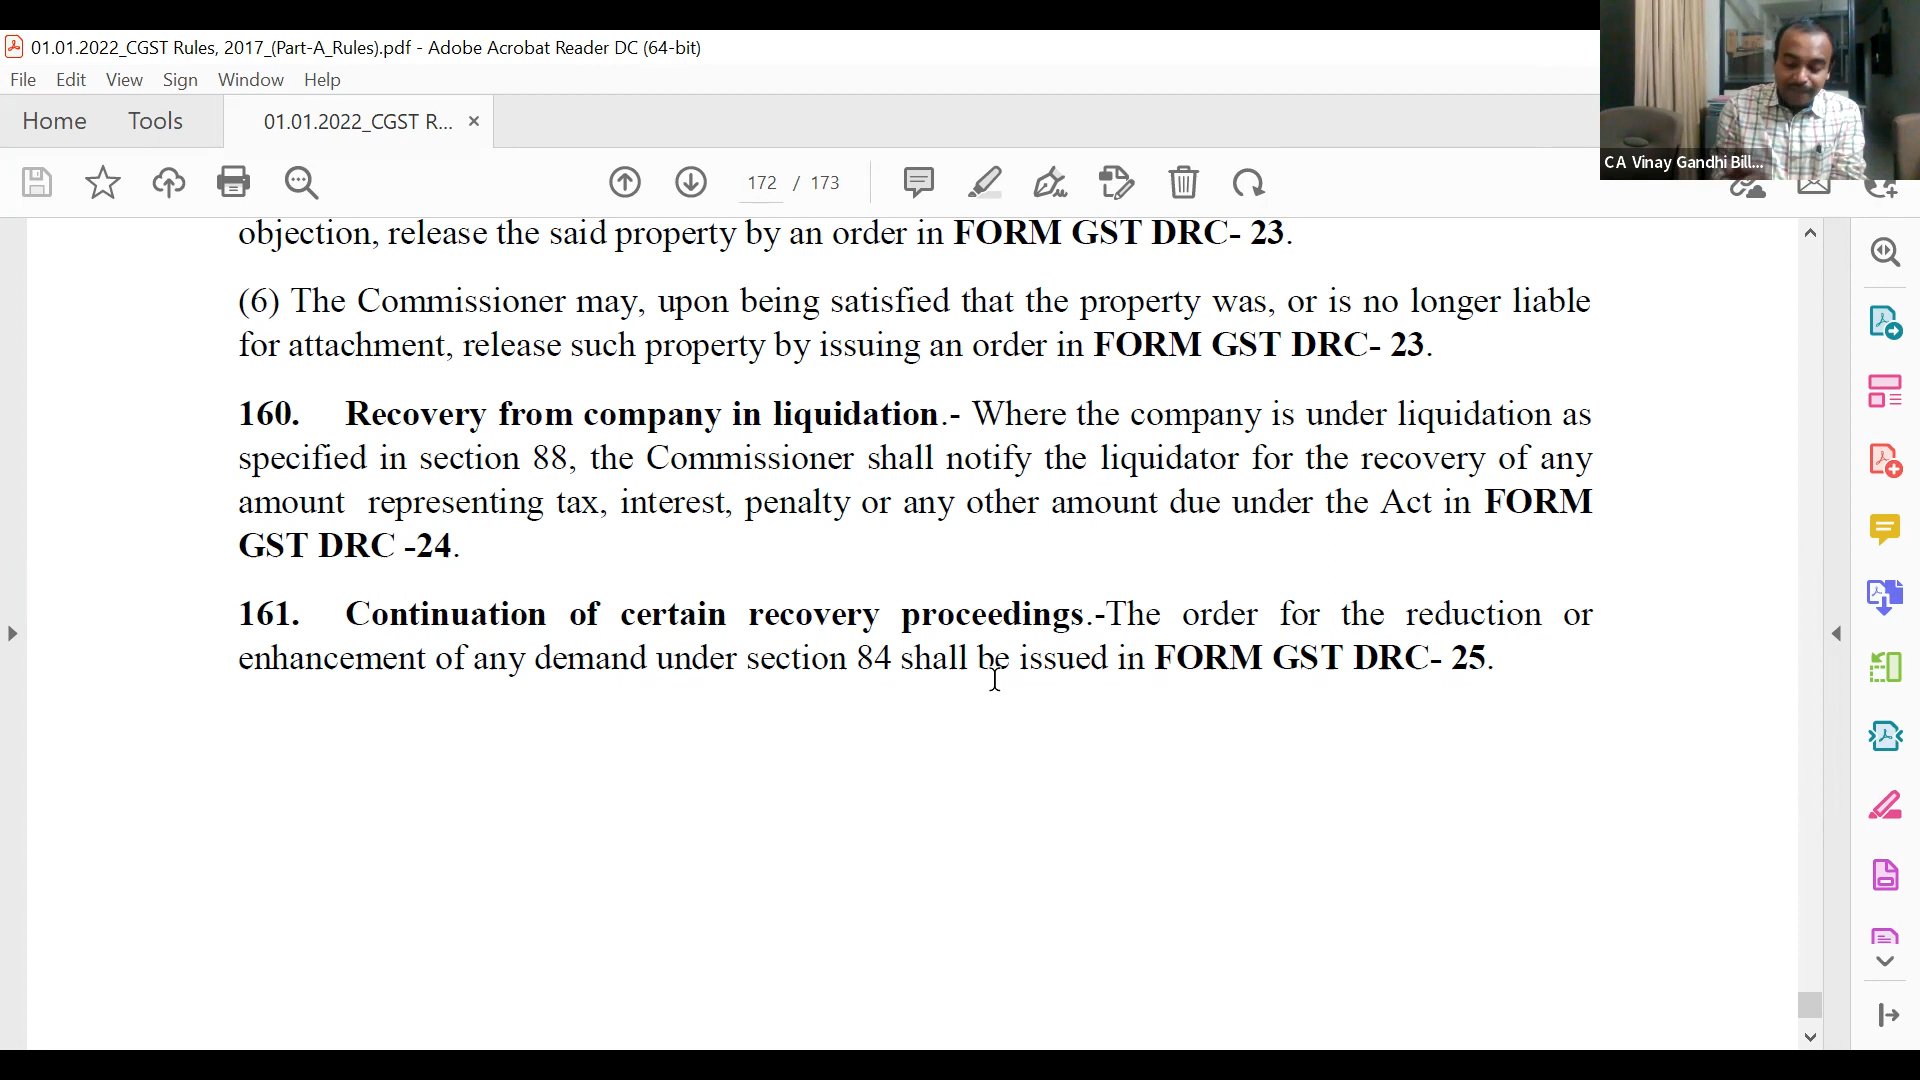 01.01.2022_CGST Rules, 2017_(Part-A_Rules).pdf - Adobe Acrobat Reader DC (64-bit)
File Edit View Sign Window Help
Home Tools 01.01.2022_CGST R... ×
172 / 173
CA Vinay Gandhi Bill...
objection, release the said property by an order in FORM GST DRC- 23.
(6) The Commissioner may, upon being satisfied that the property was, or is no longer liable
for attachment, release such property by issuing an order in FORM GST DRC- 23.
160. Recovery from company in liquidation.- Where the company is under liquidation as
specified in section 88, the Commissioner shall notify the liquidator for the recovery of any
amount representing tax, interest, penalty or any other amount due under the Act in FORM
GST DRC -24.
161. Continuation of certain recovery proceedings.-The order for the reduction or
enhancement of any demand under section 84 shall be issued in FORM GST DRC- 25.